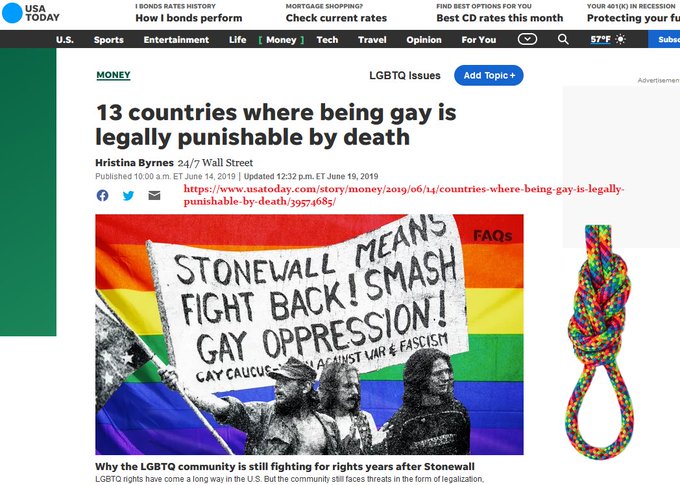 USA
TODAY
I BONDS RATES HISTORY
How I bonds perform
MORTGAGE SHOPPING?
Check current rates
FIND BEST OPTIONS FOR YOU
Best CD rates this month
YOUR 401(K) IN RECESSION
Protecting your fu
U.S. Sports Entertainment Life [ Money ] Tech Travel Opinion For You 57°F Subsc
MONEY
LGBTQ Issues
Add Topic +
Advertisement
13 countries where being gay is
legally punishable by death
Hristina Byrnes 24/7 Wall Street
Published 10:00 a.m. ET June 14, 2019 | Updated 12:32 p.m. ET June 19, 2019
https://www.usatoday.com/story/money/2019/06/14/countries-where-being-gay-is-legally-
punishable-by-death/39574685/
FAQs
STONEWALL MEANS
FIGHT BACK! SMASH
GAY OPPRESSION!
GAY CAUCUS- AGAINST WAR & FASCISM
Why the LGBTQ community is still fighting for rights years after Stonewall
LGBTQ rights have come a long way in the U.S. But the community still faces threats in the form of legalization,